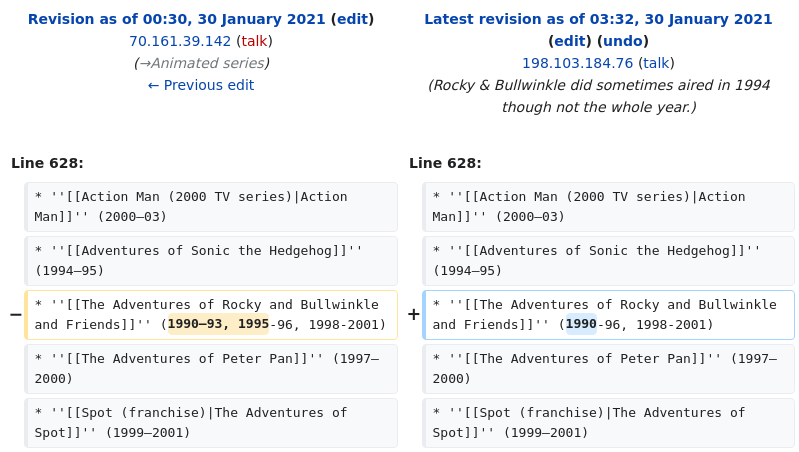 Revision as of 00:30, 30 January 2021 (edit)
70.161.39.142 (talk)
(→Animated series)
← Previous edit
Latest revision as of 03:32, 30 January 2021
(edit) (undo)
198.103.184.76 (talk)
(Rocky & Bullwinkle did sometimes aired in 1994
though not the whole year.)
Line 628:
Line 628:
* ''[[Action Man (2000 TV series)|Action
Man]]'' (2000–03)
* ''[[Action Man (2000 TV series)|Action
Man]]'' (2000–03)
* ''[[Adventures of Sonic the Hedgehog]]''
(1994–95)
* ''[[Adventures of Sonic the Hedgehog]]''
(1994–95)
−
* ''[[The Adventures of Rocky and Bullwinkle
and Friends]]'' (1990–93, 1995-96, 1998-2001)
+
* ''[[The Adventures of Rocky and Bullwinkle
and Friends]]'' (1990-96, 1998-2001)
* ''[[The Adventures of Peter Pan]]'' (1997–
2000)
* ''[[The Adventures of Peter Pan]]'' (1997–
2000)
* ''[[Spot (franchise)|The Adventures of
Spot]]'' (1999–2001)
* ''[[Spot (franchise)|The Adventures of
Spot]]'' (1999–2001)